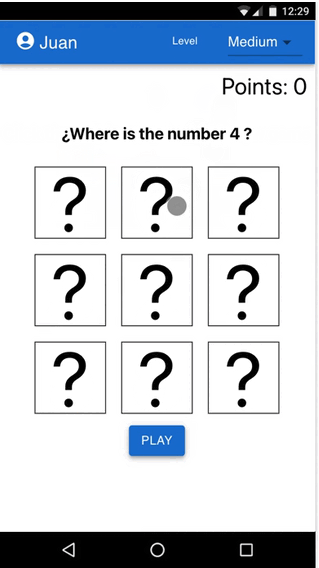 12:29
Juan Level Medium
Points: 0
¿Where is the number 4 ?
? ? ?
? ? ?
? ? ?
PLAY